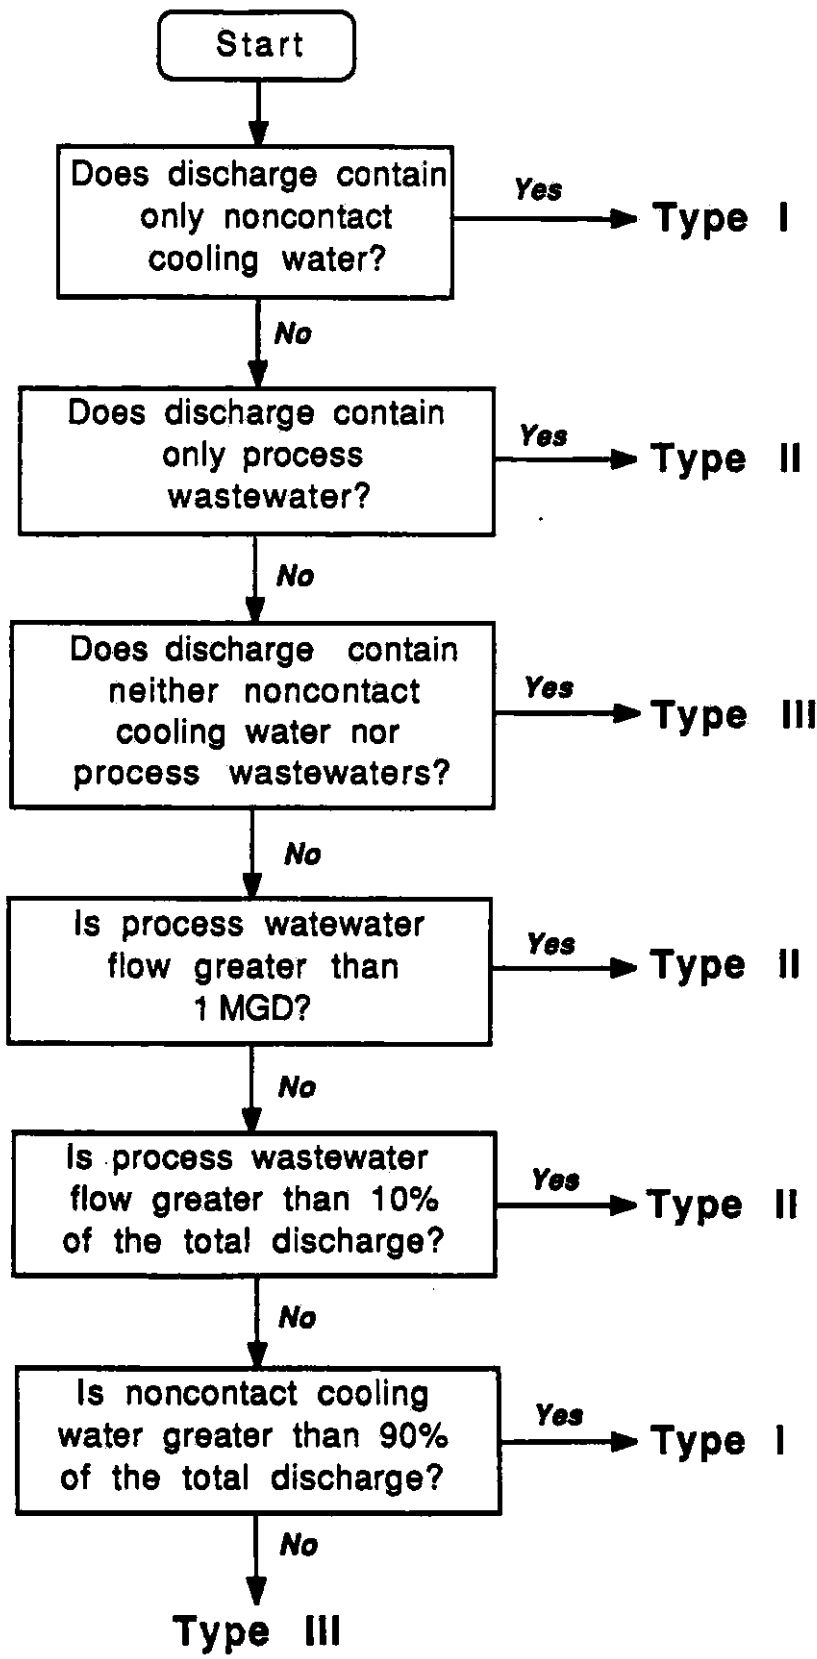 Start
Does discharge contain
only noncontact
cooling water?
Yes
Type I
No
Does discharge contain
only process
wastewater?
Yes
Type II
No
Does discharge contain
neither noncontact
cooling water nor
process wastewaters?
Yes
Type III
No
Is process watewater
flow greater than
1 MGD?
Yes
Type II
No
Is process wastewater
flow greater than 10%
of the total discharge?
Yes
Type II
No
Is noncontact cooling
water greater than 90%
of the total discharge?
Yes
Type I
No
Type III